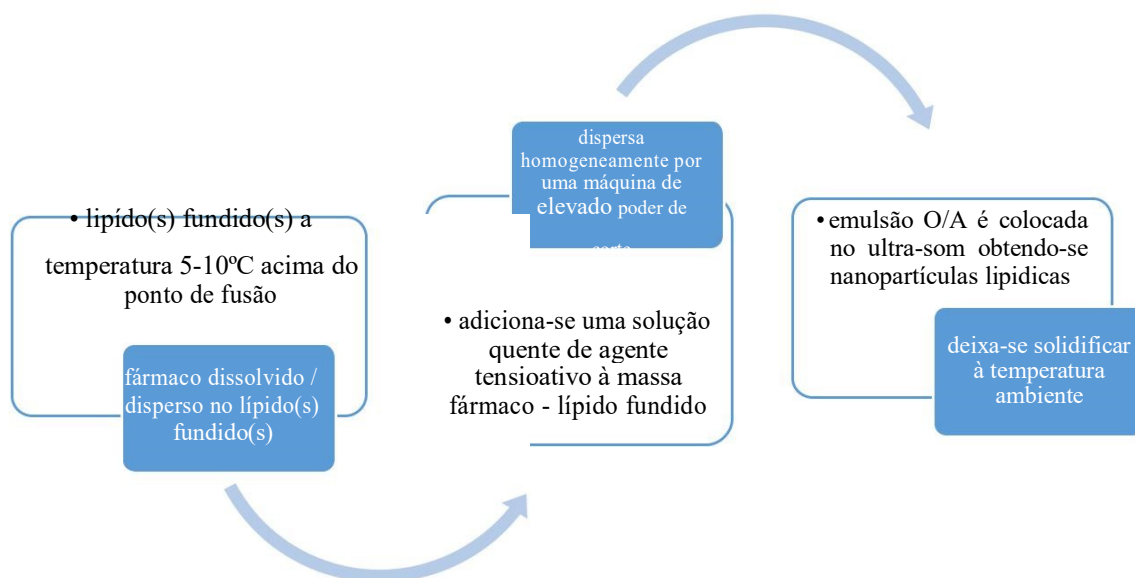 • lipído(s) fundido(s) a
temperatura 5-10ºC acima do
ponto de fusão
fármaco dissolvido /
disperso no lípido(s)
fundido(s)
dispersa
homogeneamente por
uma máquina de
elevado poder de
corte
• adiciona-se uma solução
quente de agente
tensioativo à massa
fármaco - lípido fundido
• emulsão O/A é colocada
no ultra-som obtendo-se
nanopartículas lipidicas
deixa-se solidificar
à temperatura
ambiente